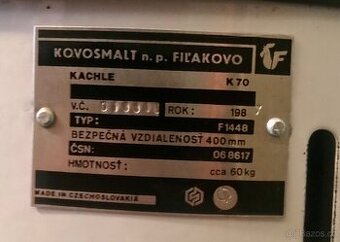 KOVOSMALT n.p. FIĽAKOVO
KACHLE K 70
V.Č. ROK: 198
TYP: F1448
BEZPEČNÁ VZDIALENOSŤ 400mm
ČSN: 06 8617
HMOTNOSŤ: cca 60kg
MADE IN CZECHOSLOVAKIA